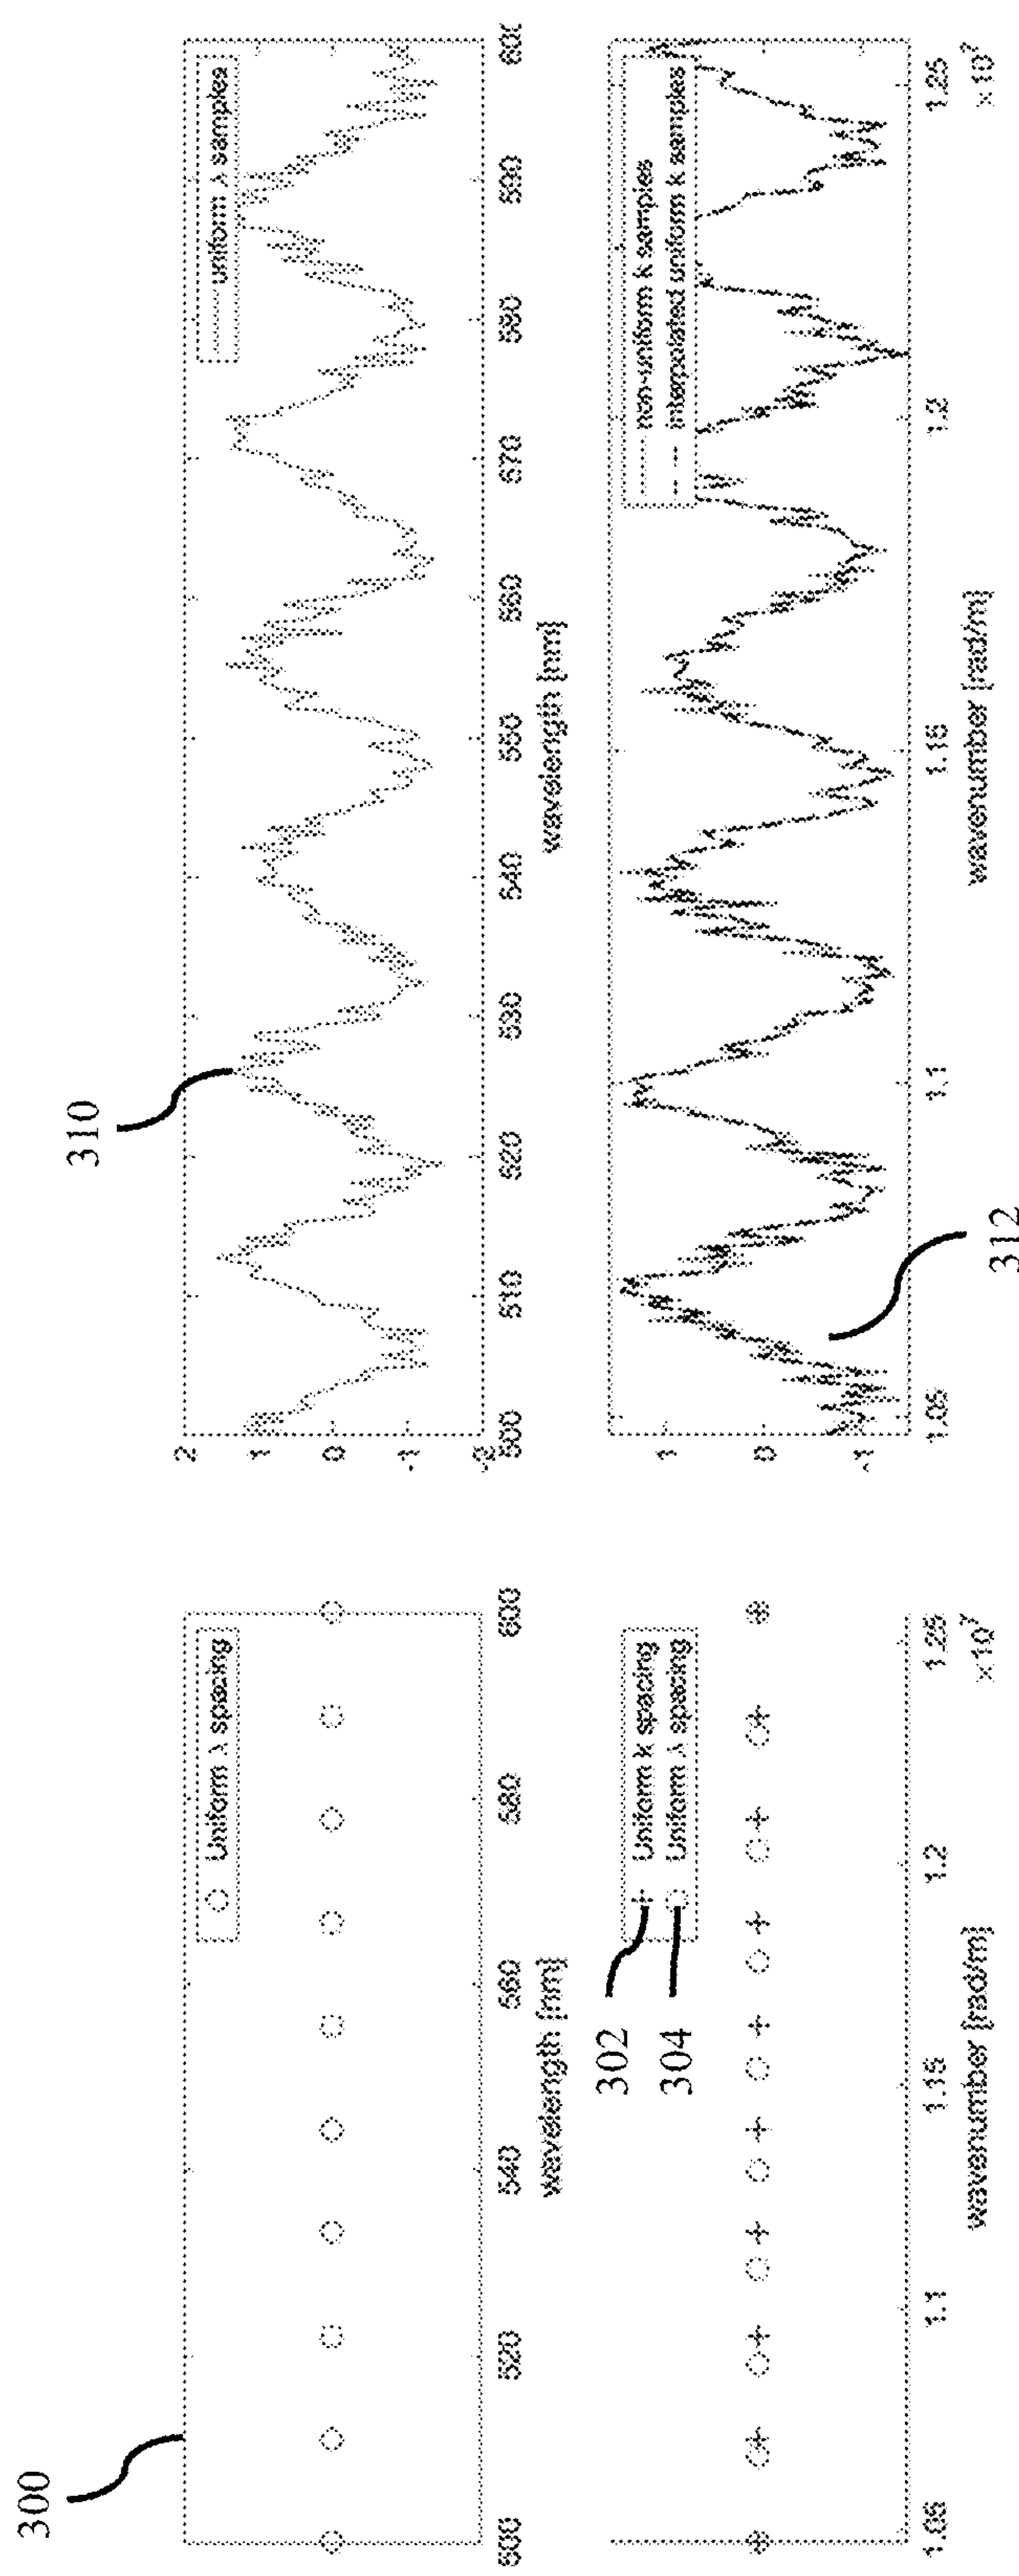 300
Uniform λ spacing
500 520 540 560 580 600
wavelength [nm]
302
304
Uniform k spacing
Uniform λ spacing
1.05 1.1 1.15 1.2 1.25
×10⁷
wavenumber [rad/m]
310
uniform λ samples
2
1
0
-1
-2
500 510 520 530 540 550 560 570 580 590
wavelength [nm]
non-uniform k samples
interpolated uniform k samples
1
0
-1
1.05 1.1 1.15 1.2 1.25
×10⁷
wavenumber [rad/m]
312